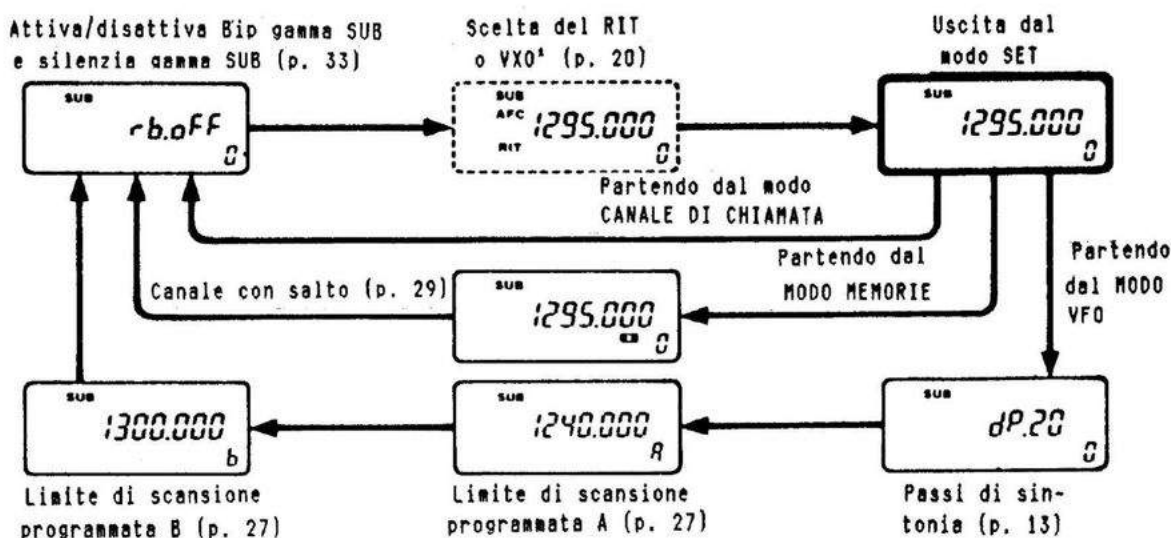 Attiva/disattiva Bip gamma SUB
e silenzia gamma SUB (p. 33)
Scelta del RIT
o VXO¹ (p. 20)
Uscita dal
modo SET
SUB
rb.oFF
0
SUB
AFC
1295.000
RIT
0
SUB
1295.000
0
Partendo dal modo
CANALE DI CHIAMATA
Canale con salto (p. 29)
SUB
1295.000
0
Partendo dal
MODO MEMORIE
Partendo
dal MODO
VFO
SUB
1300.000
b
SUB
1240.000
A
SUB
dP.20
0
Limite di scansione
programmata B (p. 27)
Limite di scansione
programmata A (p. 27)
Passi di sin-
tonia (p. 13)